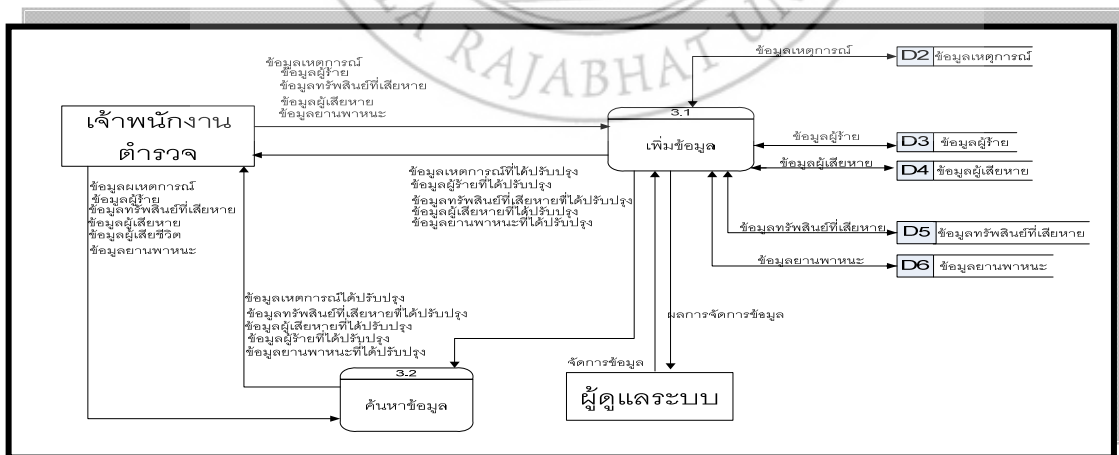 LA RAJABHAT UN
ข้อมูลเหตุการณ์
ข้อมูลผู้ร้าย
ข้อมูลทรัพสินย์ที่เสียหาย
ข้อมูลผู้เสียหาย
ข้อมูลยานพาหนะ
เจ้าพนักงาน
ตำรวจ
3.1
เพิ่มข้อมูล
ข้อมูลเหตุการณ์
D2 ข้อมูลเหตุการณ์
ข้อมูลผู้ร้าย
D3 ข้อมูลผู้ร้าย
ข้อมูลผู้เสียหาย
D4 ข้อมูลผู้เสียหาย
ข้อมูลทรัพสินย์ที่เสียหาย
D5 ข้อมูลทรัพสินย์ที่เสียหาย
ข้อมูลยานพาหนะ
D6 ข้อมูลยานพาหนะ
ข้อมูลเหตุการณ์ที่ได้ปรับปรุง
ข้อมูลผู้ร้ายที่ได้ปรับปรุง
ข้อมูลทรัพสินย์ที่เสียหายที่ได้ปรับปรุง
ข้อมูลผู้เสียหายที่ได้ปรับปรุง
ข้อมูลยานพาหนะที่ได้ปรับปรุง
ข้อมูลผเหตุการณ์
ข้อมูลผู้ร้าย
ข้อมูลทรัพสินย์ที่เสียหาย
ข้อมูลผู้เสียหาย
ข้อมูลผู้เสียชีวิต
ข้อมูลยานพาหนะ
ข้อมูลเหตุการณ์ได้ปรับปรุง
ข้อมูลทรัพสินย์ที่เสียหายที่ได้ปรับปรุง
ข้อมูลผู้เสียหายที่ได้ปรับปรุง
ข้อมูลผู้ร้ายที่ได้ปรับปรุง
ข้อมูลยานพาหนะที่ได้ปรับปรุง
3.2
ค้นหาข้อมูล
ผลการจัดการข้อมูล
จัดการข้อมูล
ผู้ดูแลระบบ